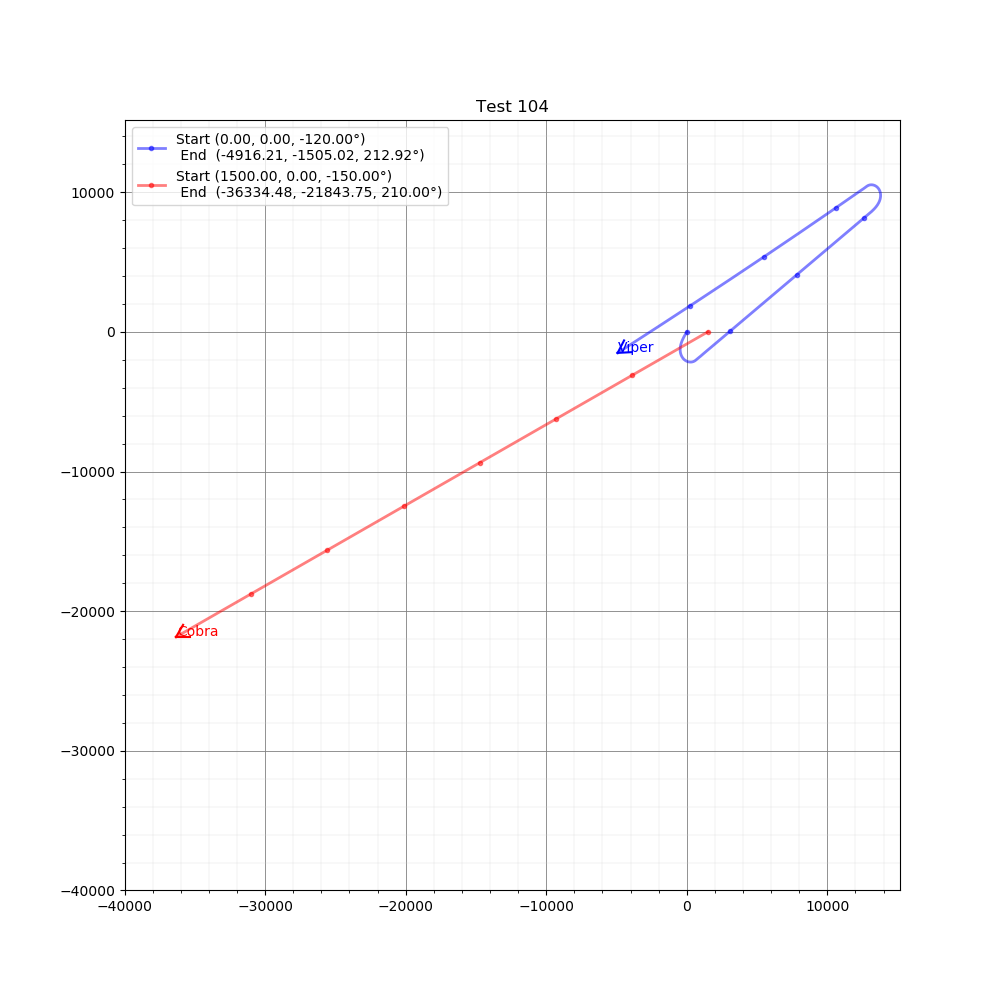 Test 104
Start (0.00, 0.00, -120.00°)
End (-4916.21, -1505.02, 212.92°)
Start (1500.00, 0.00, -150.00°)
End (-36334.48, -21843.75, 210.00°)
10000
0
−10000
−20000
−30000
−40000
Viper
Cobra
−40000 −30000 −20000 −10000 0 10000